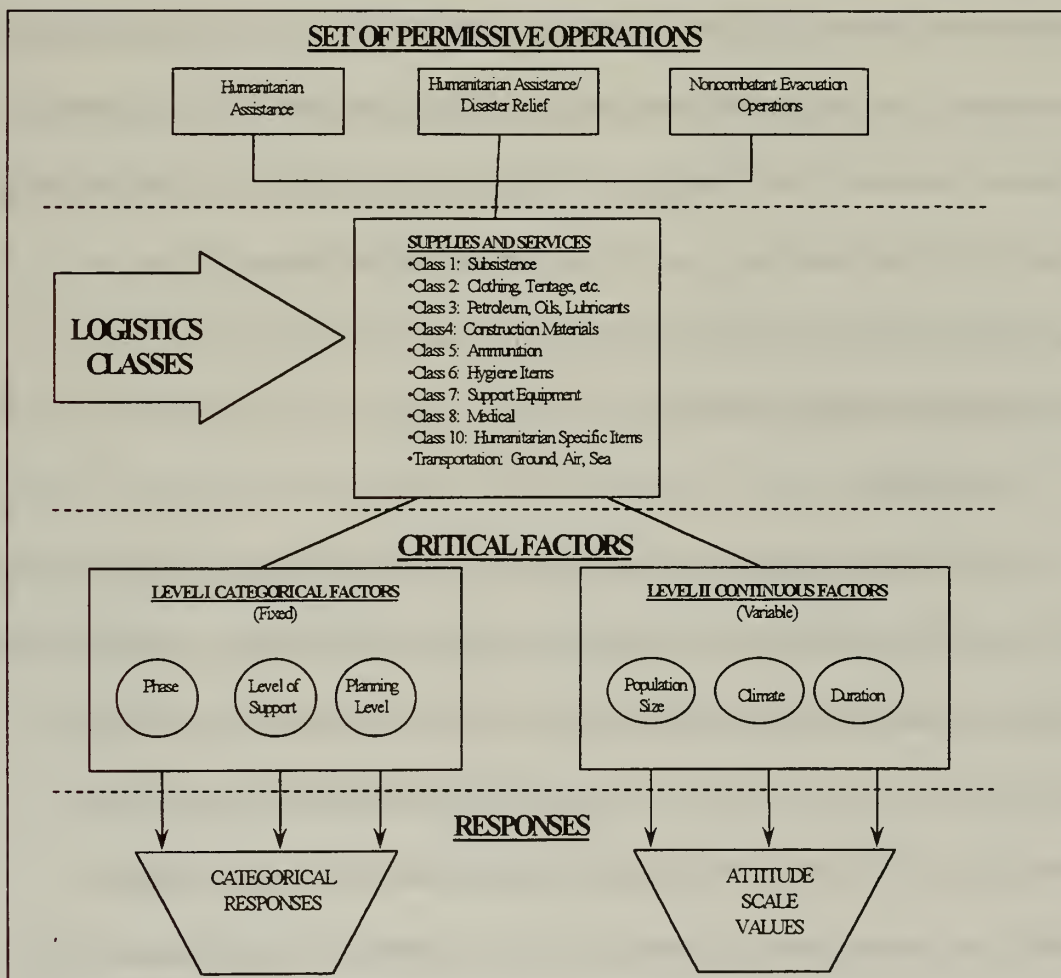 SET OF PERMISSIVE OPERATIONS
Humanitarian
Assistance
Humanitarian Assistance/
Disaster Relief
Noncombatant Evacuation
Operations
LOGISTICS
CLASSES
SUPPLIES AND SERVICES
•Class 1: Subsistence
•Class 2: Clothing, Tentage, etc.
•Class 3: Petroleum, Oils, Lubricants
•Class4: Construction Materials
•Class 5: Ammunition
•Class 6: Hygiene Items
•Class 7: Support Equipment
•Class 8: Medical
•Class 10: Humanitarian Specific Items
•Transportation: Ground, Air, Sea
CRITICAL FACTORS
LEVEL I CATEGORICAL FACTORS
(Fixed)
Phase
Level of
Support
Planning
Level
LEVEL II CONTINUOUS FACTORS
(Variable)
Population
Size
Climate
Duration
RESPONSES
CATEGORICAL
RESPONSES
ATTITUDE
SCALE
VALUES